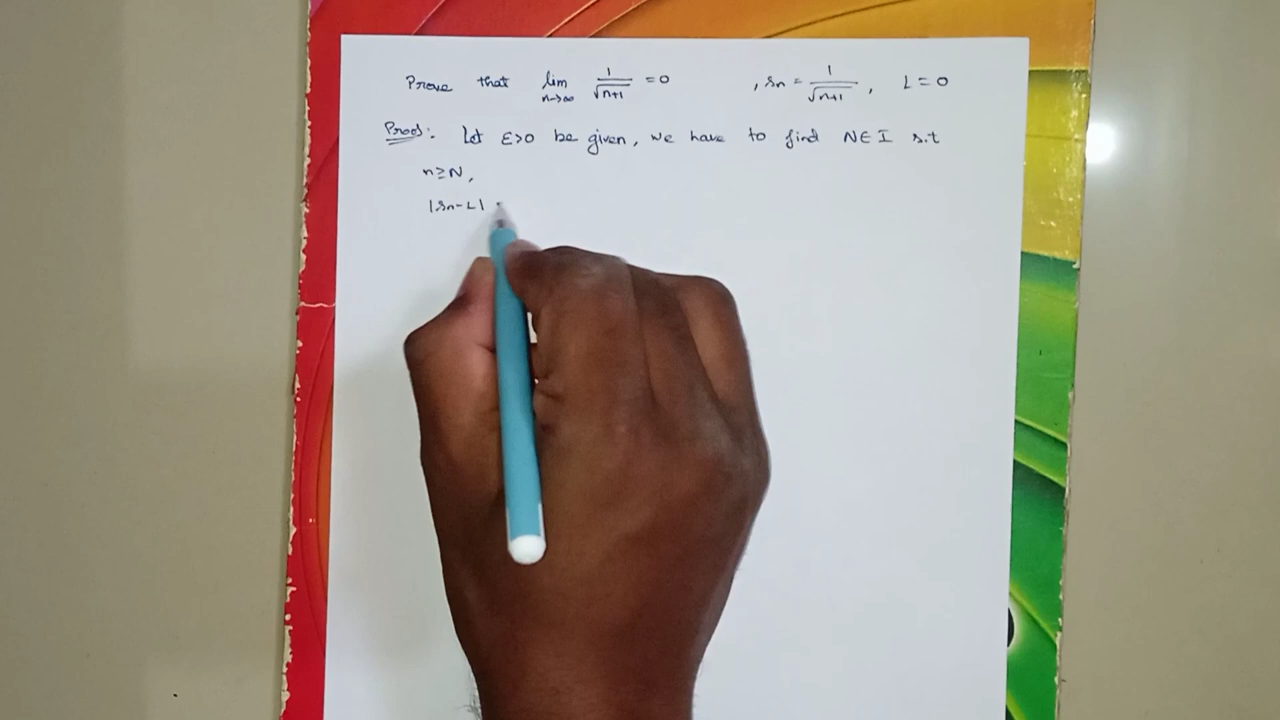 Prove that lim n→∞ 1/√n+1 = 0 , sn = 1/√n+1 , L = 0
Proof: Let ε>0 be given, we have to find N∈I s.t
n≥N,
|sn-L|